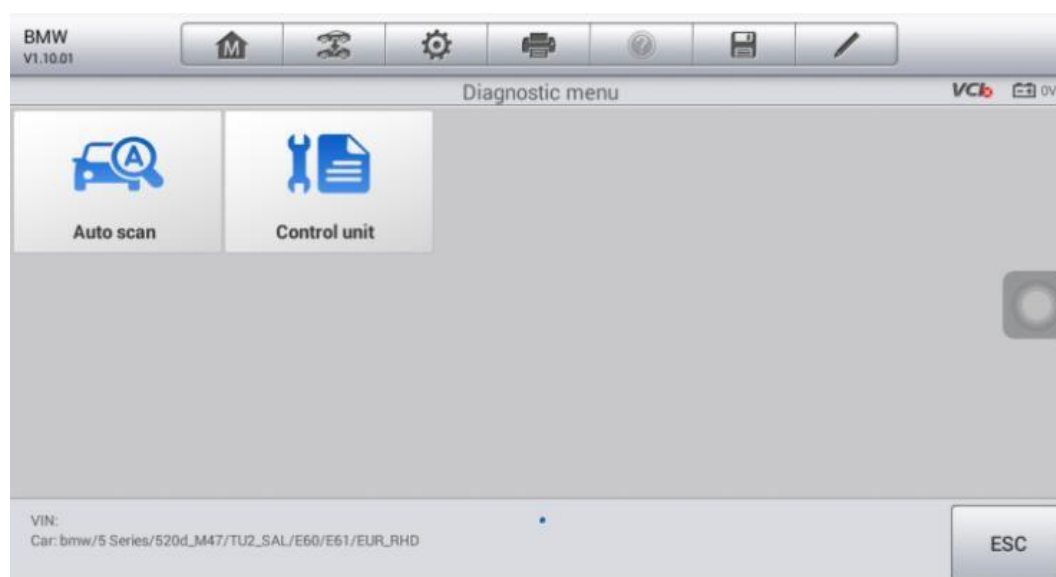 BMW
V1.10.01
M
Diagnostic menu
VCI
0V
A
Auto scan
Control unit
VIN:
Car: bmw/5 Series/520d_M47/TU2_SAL/E60/E61/EUR_RHD
ESC